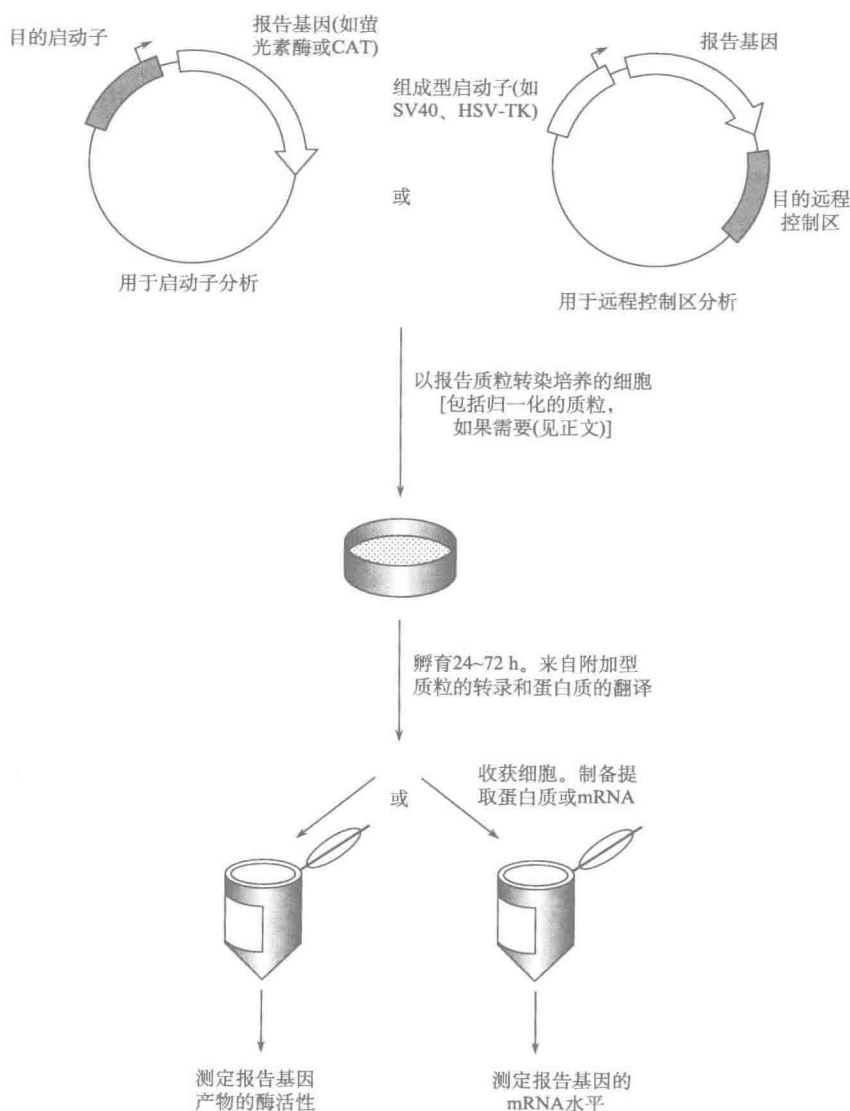 目的启动子
报告基因(如萤
光素酶或CAT)
用于启动子分析
或
组成型启动子(如
SV40、HSV-TK)
报告基因
目的远程
控制区
用于远程控制区分析
以报告质粒转染培养的细胞
[包括归一化的质粒，
如果需要(见正文)]
孵育24~72 h。来自附加型
质粒的转录和蛋白质的翻译
或
收获细胞。制备提
取蛋白质或mRNA
测定报告基因
产物的酶活性
测定报告基因的
mRNA水平